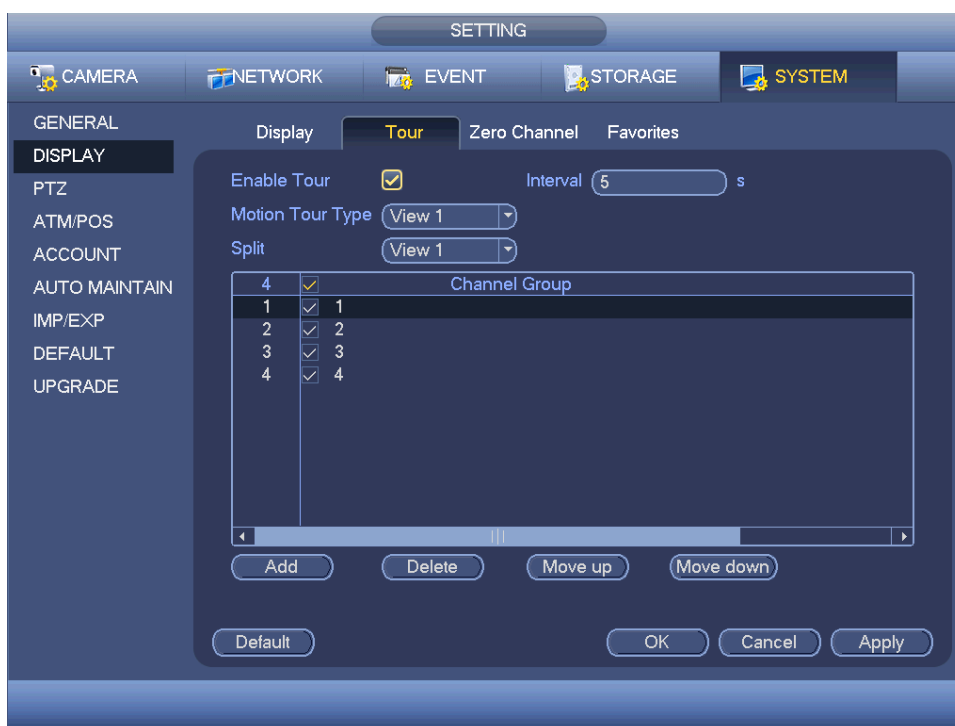 SETTING
CAMERA NETWORK EVENT STORAGE SYSTEM
GENERAL
DISPLAY
PTZ
ATM/POS
ACCOUNT
AUTO MAINTAIN
IMP/EXP
DEFAULT
UPGRADE
Display Tour Zero Channel Favorites
Enable Tour Interval 5 s
Motion Tour Type View 1
Split View 1
4 Channel Group
1 1
2 2
3 3
4 4
Add Delete Move up Move down
Default OK Cancel Apply